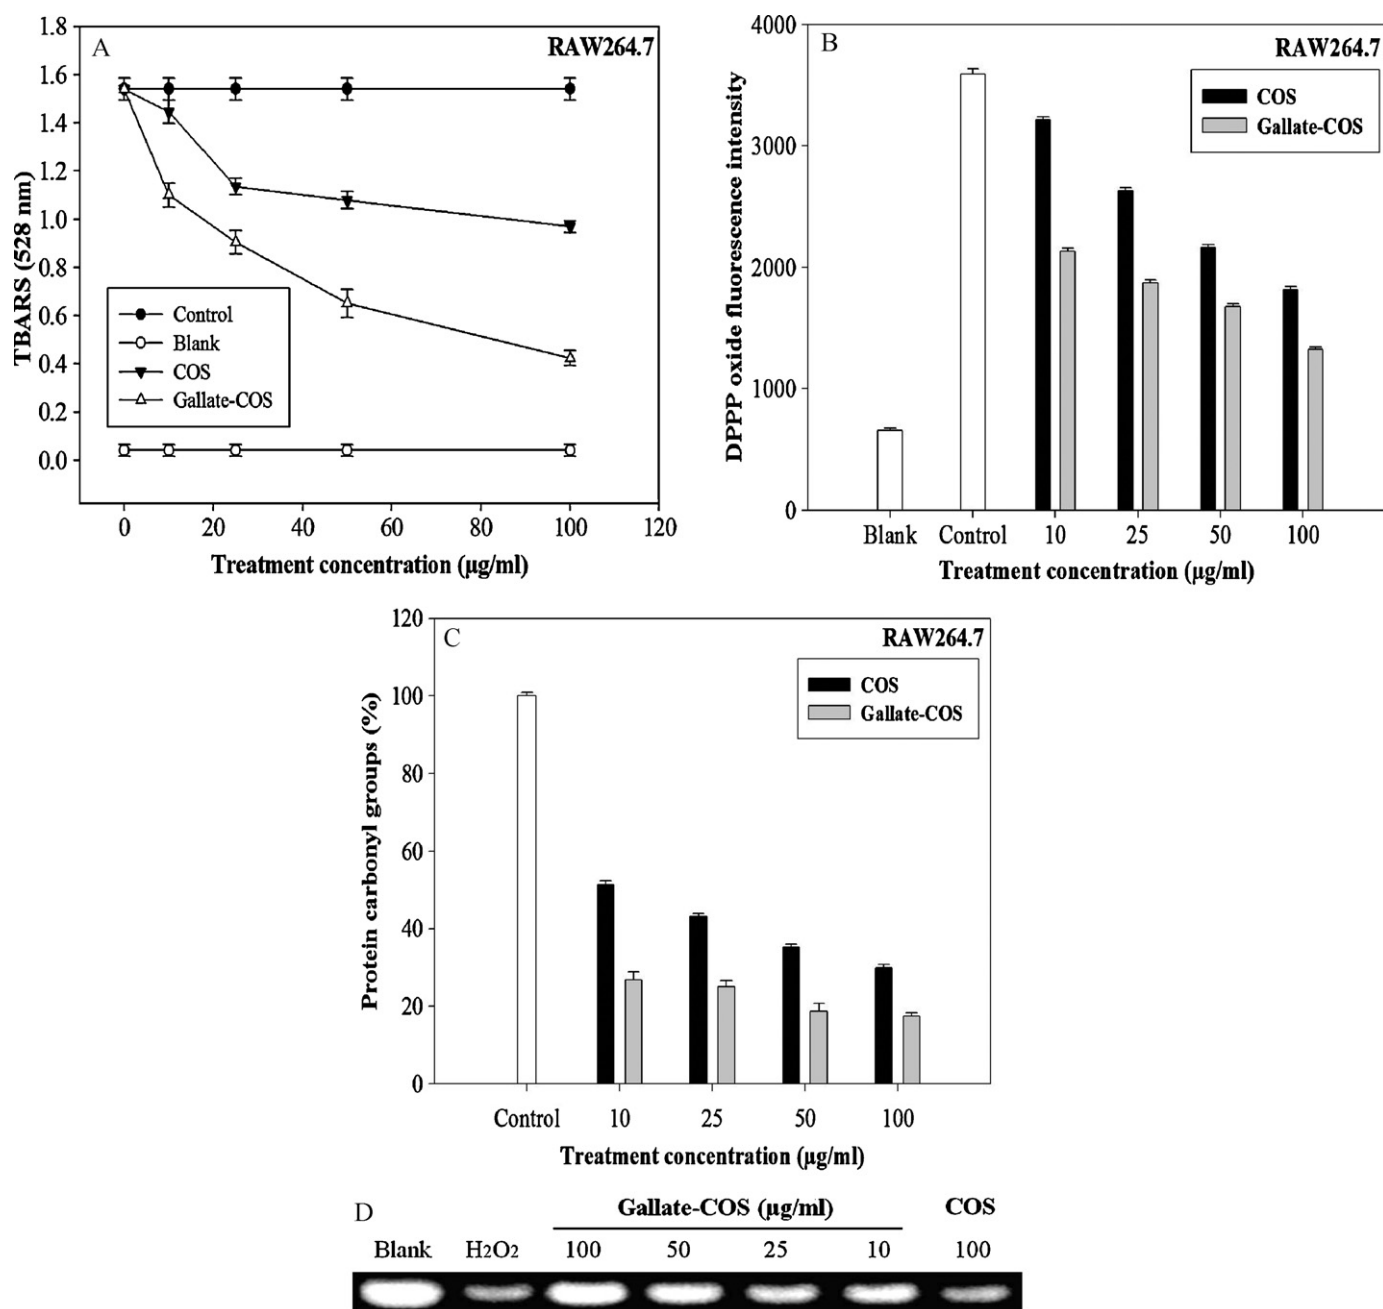 A
RAW264.7
TBARS (528 nm)
1.8
1.6
1.4
1.2
1.0
0.8
0.6
0.4
0.2
0.0
Control
Blank
COS
Gallate-COS
0 20 40 60 80 100 120
Treatment concentration (µg/ml)
B
RAW264.7
DPPP oxide fluorescence intensity
4000
3000
2000
1000
0
COS
Gallate-COS
Blank Control 10 25 50 100
Treatment concentration (µg/ml)
C
RAW264.7
Protein carbonyl groups (%)
120
100
80
60
40
20
0
COS
Gallate-COS
Control 10 25 50 100
Treatment concentration (µg/ml)
D
Gallate-COS (µg/ml) COS
Blank H2O2 100 50 25 10 100